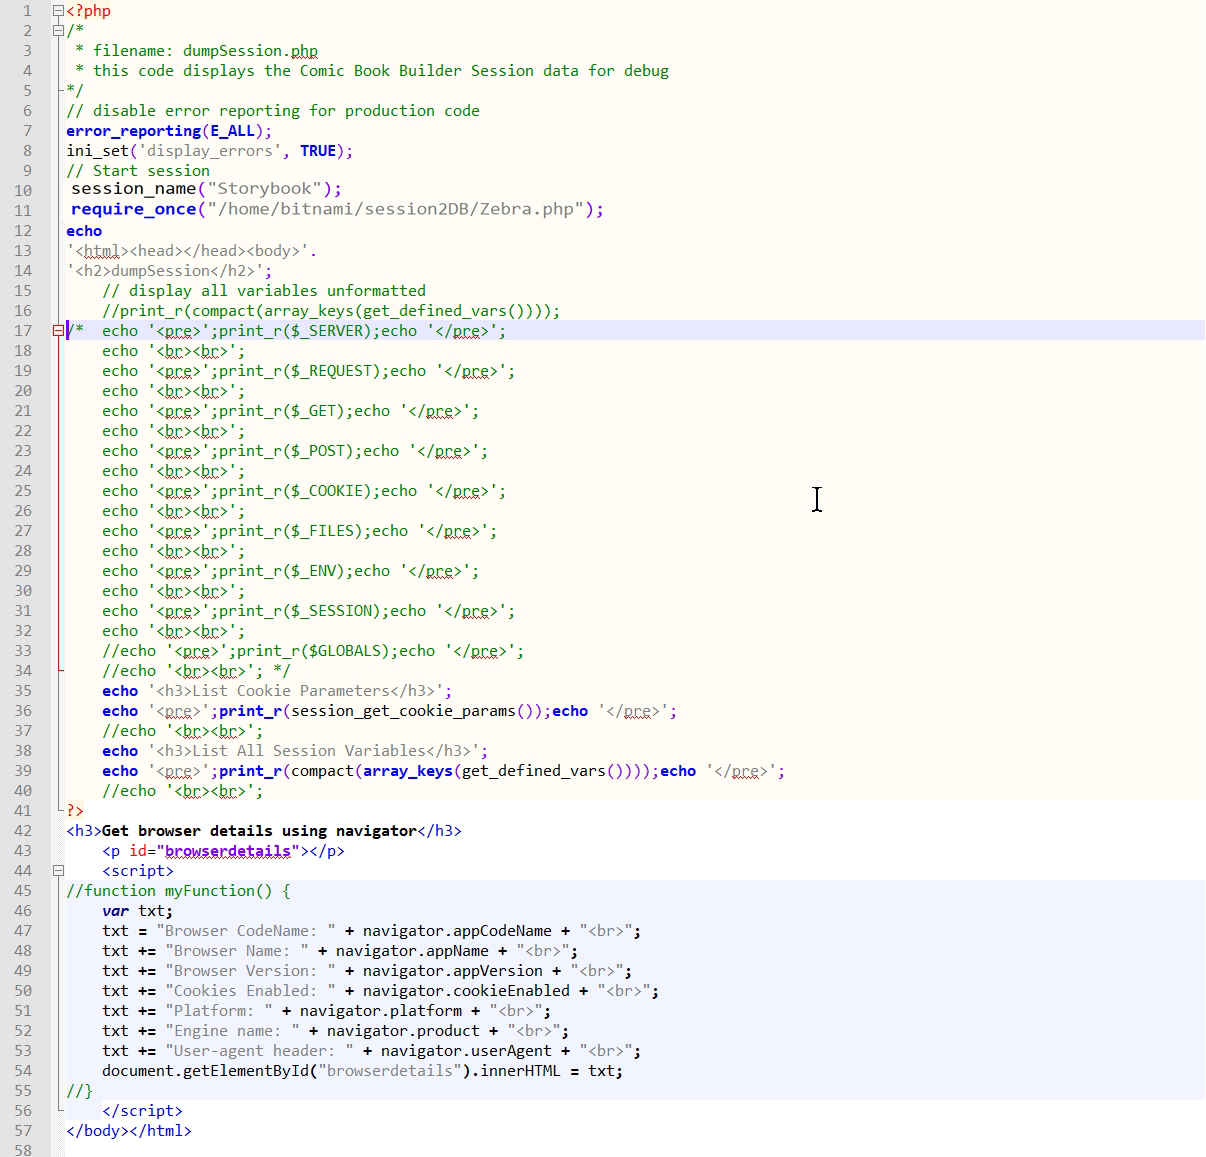 1 <?php
2 /*
3  * filename: dumpSession.php
4  * this code displays the Comic Book Builder Session data for debug
5 */
6 // disable error reporting for production code
7 error_reporting(E_ALL);
8 ini_set('display_errors', TRUE);
9 // Start session
10 session_name("Storybook");
11 require_once("/home/bitnami/session2DB/Zebra.php");
12 echo
13 '<html><head></head><body>'.
14 '<h2>dumpSession</h2>';
15     // display all variables unformatted
16     //print_r(compact(array_keys(get_defined_vars())));
17 /*  echo '<pre>';print_r($_SERVER);echo '</pre>';
18     echo '<br><br>';
19     echo '<pre>';print_r($_REQUEST);echo '</pre>';
20     echo '<br><br>';
21     echo '<pre>';print_r($_GET);echo '</pre>';
22     echo '<br><br>';
23     echo '<pre>';print_r($_POST);echo '</pre>';
24     echo '<br><br>';
25     echo '<pre>';print_r($_COOKIE);echo '</pre>';
26     echo '<br><br>';
27     echo '<pre>';print_r($_FILES);echo '</pre>';
28     echo '<br><br>';
29     echo '<pre>';print_r($_ENV);echo '</pre>';
30     echo '<br><br>';
31     echo '<pre>';print_r($_SESSION);echo '</pre>';
32     echo '<br><br>';
33     //echo '<pre>';print_r($GLOBALS);echo '</pre>';
34     //echo '<br><br>'; */
35     echo '<h3>List Cookie Parameters</h3>';
36     echo '<pre>';print_r(session_get_cookie_params());echo '</pre>';
37     //echo '<br><br>';
38     echo '<h3>List All Session Variables</h3>';
39     echo '<pre>';print_r(compact(array_keys(get_defined_vars())));echo '</pre>';
40     //echo '<br><br>';
41 ?>
42 <h3>Get browser details using navigator</h3>
43     <p id="browserdetails"></p>
44     <script>
45 //function myFunction() {
46     var txt;
47     txt = "Browser CodeName: " + navigator.appCodeName + "<br>";
48     txt += "Browser Name: " + navigator.appName + "<br>";
49     txt += "Browser Version: " + navigator.appVersion + "<br>";
50     txt += "Cookies Enabled: " + navigator.cookieEnabled + "<br>";
51     txt += "Platform: " + navigator.platform + "<br>";
52     txt += "Engine name: " + navigator.product + "<br>";
53     txt += "User-agent header: " + navigator.userAgent + "<br>";
54     document.getElementById("browserdetails").innerHTML = txt;
55 //}
56     </script>
57 </body></html>
58